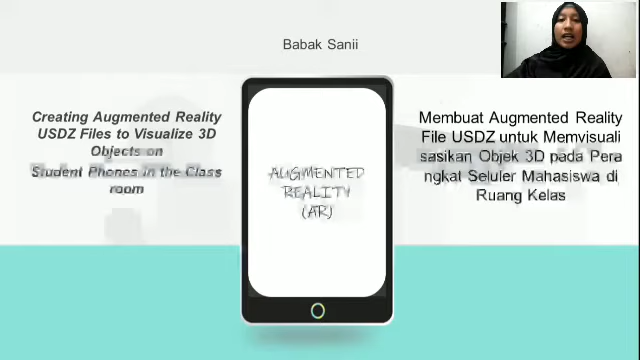 Babak Sanii
Creating Augmented Reality
USDZ Files to Visualize 3D
Objects on
Student Phones in the Class
room
AUGMENTED
REALITY
(AR)
Membuat Augmented Reality
File USDZ untuk Memvisuali
sasikan Objek 3D pada Pera
ngkat Seluler Mahasiswa di
Ruang Kelas